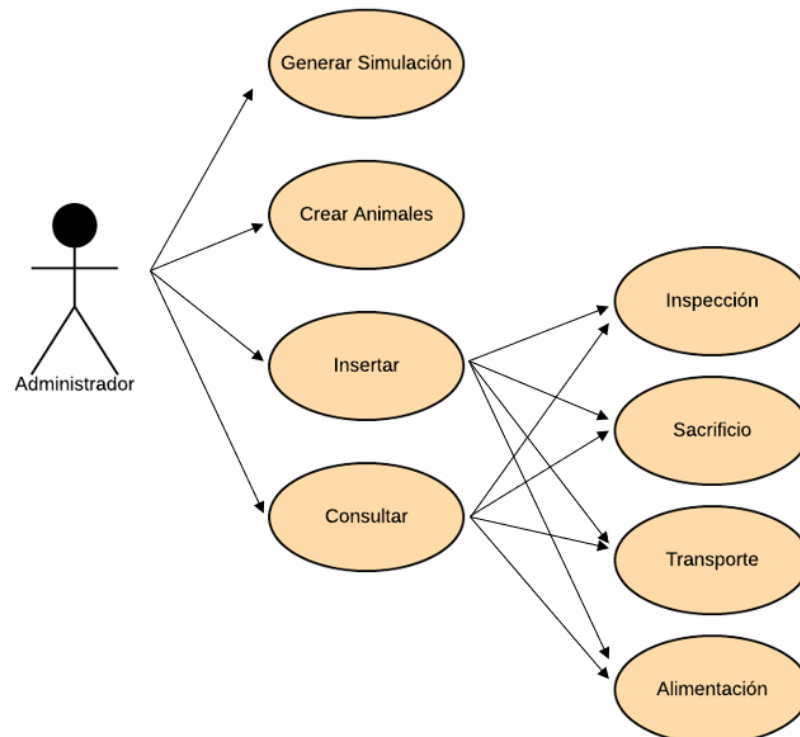 Generar Simulación
Crear Animales
Inspección
Insertar
Administrador
Sacrificio
Consultar
Transporte
Alimentación